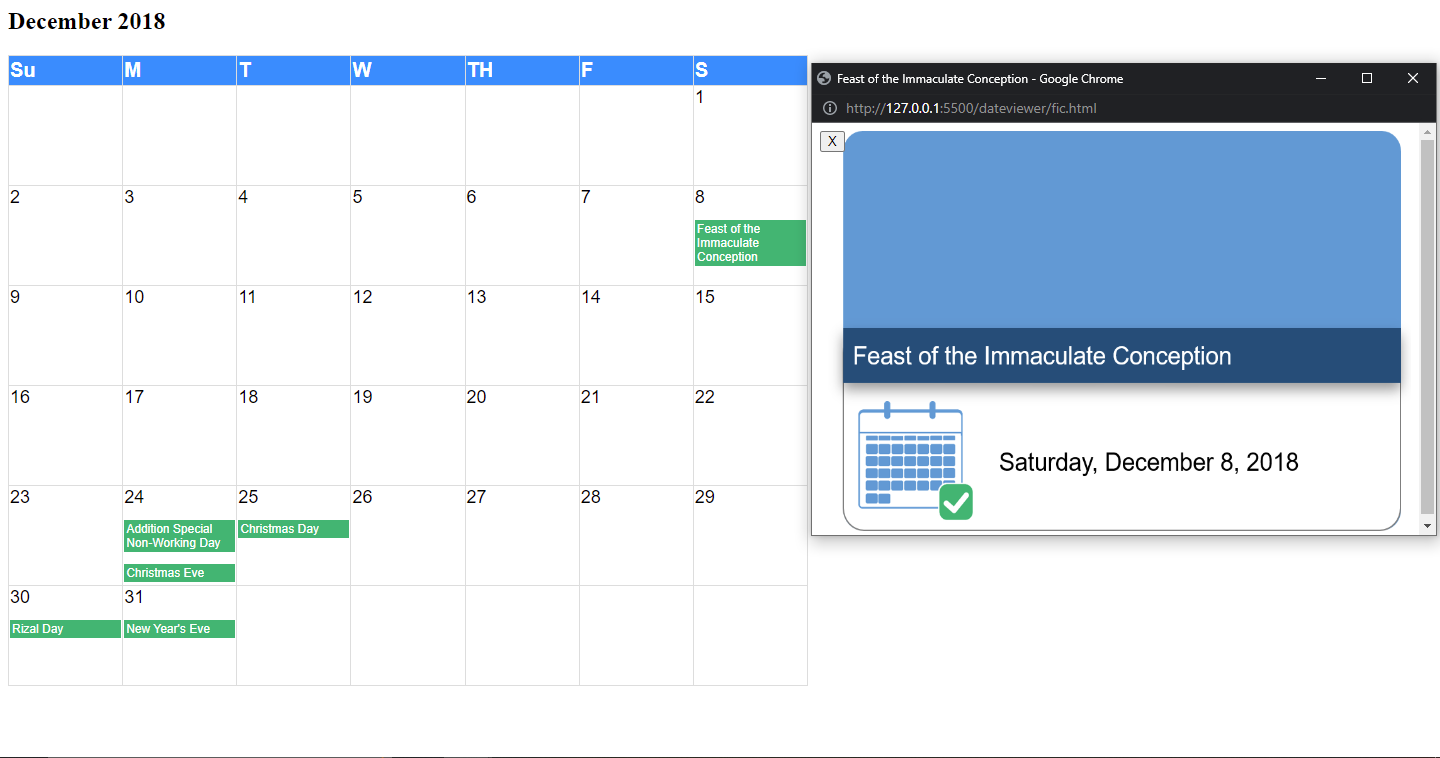 December 2018
Su M T W TH F S
1
2 3 4 5 6 7 8
Feast of the
Immaculate
Conception
9 10 11 12 13 14 15
16 17 18 19 20 21 22
23 24 25 26 27 28 29
Addition Special
Non-Working Day
Christmas Eve
Christmas Day
30 31
Rizal Day
New Year's Eve
Feast of the Immaculate Conception - Google Chrome
http://127.0.0.1:5500/dateviewer/fic.html
X
Feast of the Immaculate Conception
Saturday, December 8, 2018